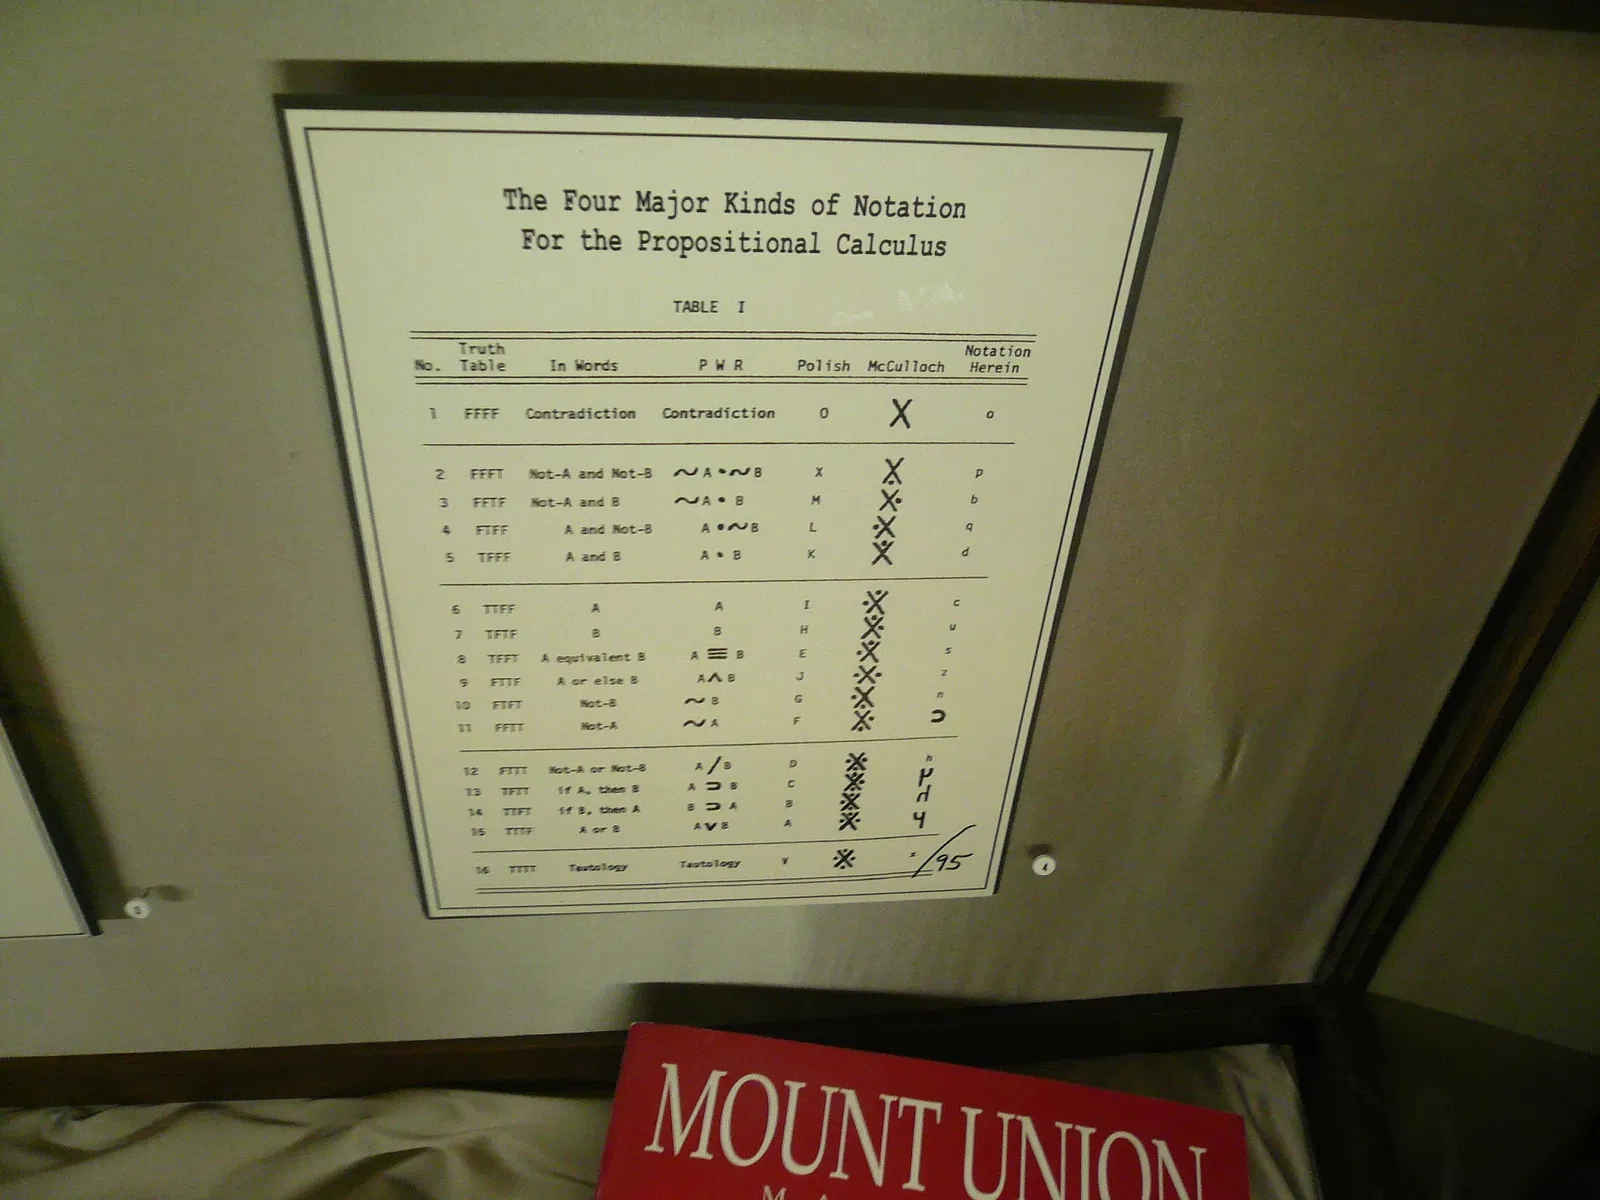 The Four Major Kinds of Notation
For the Propositional Calculus
TABLE I
No. Truth Table In Words P W R Polish McCulloch Notation Herein
1 FFFF Contradiction Contradiction O X o
2 FFFT Not-A and Not-B ~A • ~B X p
3 FFTF Not-A and B ~A • B M b
4 FTFF A and Not-B A • ~B L q
5 TFFF A and B A • B K d
6 TTFF A A I c
7 TFTF B B H u
8 TFFT A equivalent B A ≡ B E s
9 FTTF A or else B A ∧ B J z
10 FTFT Not-B ~B G n
11 FFTT Not-A ~A F ⊃
12 FTTT Not-A or Not-B A / B D h
13 TFTT if A, then B A ⊃ B C
14 TTFT if B, then A B ⊃ A B
15 TTTF A or B A v B A
16 TTTT Tautology Tautology V x
/95
4
MOUNT UNION